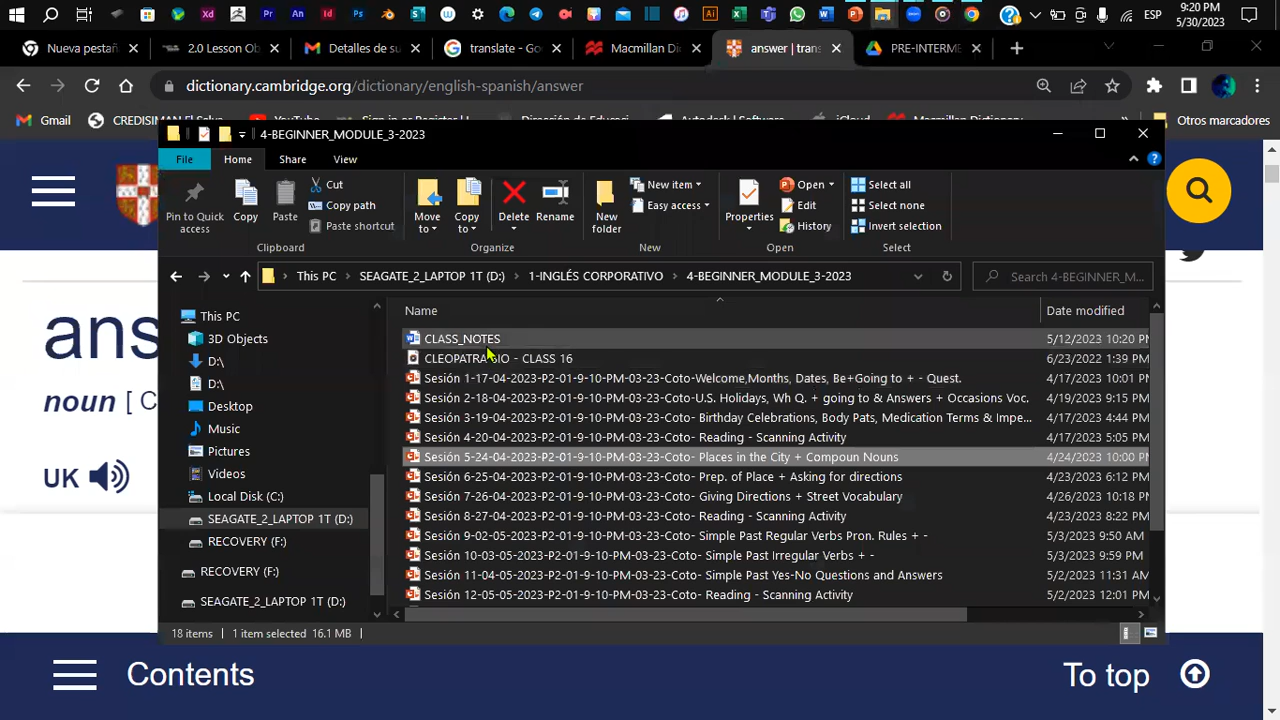 9:20 PM
ESP
5/30/2023
Nueva pestañ
2.0 Lesson Ob
Detalles de su
translate - Go
Macmillan Di
answer | trans
PRE-INTERME
dictionary.cambridge.org/dictionary/english-spanish/answer
Gmail
CREDISIMAN El Salva
Otros marcadores
4-BEGINNER_MODULE_3-2023
File Home Share View
Pin to Quick access
Copy
Paste
Cut
Copy path
Paste shortcut
Move to
Copy to
Delete
Rename
New folder
New item
Easy access
Properties
Open
Edit
History
Select all
Select none
Invert selection
Clipboard Organize New Open Select
This PC > SEAGATE_2_LAPTOP 1T (D:) > 1-INGLÉS CORPORATIVO > 4-BEGINNER_MODULE_3-2023
Search 4-BEGINNER_M...
This PC
3D Objects
D:\
D:\
Desktop
Music
Pictures
Videos
Local Disk (C:)
SEAGATE_2_LAPTOP 1T (D:)
RECOVERY (F:)
RECOVERY (F:)
SEAGATE_2_LAPTOP 1T (D:)
Name Date modified
CLASS_NOTES 5/12/2023 10:20 PM
CLEOPATRA BIO - CLASS 16 6/23/2022 1:39 PM
Sesión 1-17-04-2023-P2-01-9-10-PM-03-23-Coto-Welcome,Months, Dates, Be+Going to + - Quest. 4/17/2023 10:01 PM
Sesión 2-18-04-2023-P2-01-9-10-PM-03-23-Coto-U.S. Holidays, Wh Q. + going to & Answers + Occasions Voc. 4/19/2023 9:15 PM
Sesión 3-19-04-2023-P2-01-9-10-PM-03-23-Coto- Birthday Celebrations, Body Pats, Medication Terms & Impe... 4/17/2023 4:44 PM
Sesión 4-20-04-2023-P2-01-9-10-PM-03-23-Coto- Reading - Scanning Activity 4/17/2023 5:05 PM
Sesión 5-24-04-2023-P2-01-9-10-PM-03-23-Coto- Places in the City + Compoun Nouns 4/24/2023 10:00 PM
Sesión 6-25-04-2023-P2-01-9-10-PM-03-23-Coto- Prep. of Place + Asking for directions 4/23/2023 6:12 PM
Sesión 7-26-04-2023-P2-01-9-10-PM-03-23-Coto- Giving Directions + Street Vocabulary 4/26/2023 10:18 PM
Sesión 8-27-04-2023-P2-01-9-10-PM-03-23-Coto- Reading - Scanning Activity 4/23/2023 8:22 PM
Sesión 9-02-05-2023-P2-01-9-10-PM-03-23-Coto- Simple Past Regular Verbs Pron. Rules + - 5/3/2023 9:50 AM
Sesión 10-03-05-2023-P2-01-9-10-PM-03-23-Coto- Simple Past Irregular Verbs + - 5/3/2023 9:59 PM
Sesión 11-04-05-2023-P2-01-9-10-PM-03-23-Coto- Simple Past Yes-No Questions and Answers 5/2/2023 11:31 AM
Sesión 12-05-05-2023-P2-01-9-10-PM-03-23-Coto- Reading - Scanning Activity 5/2/2023 12:01 AM
18 items 1 item selected 16.1 MB
ans
noun [ C
UK
Contents
To top